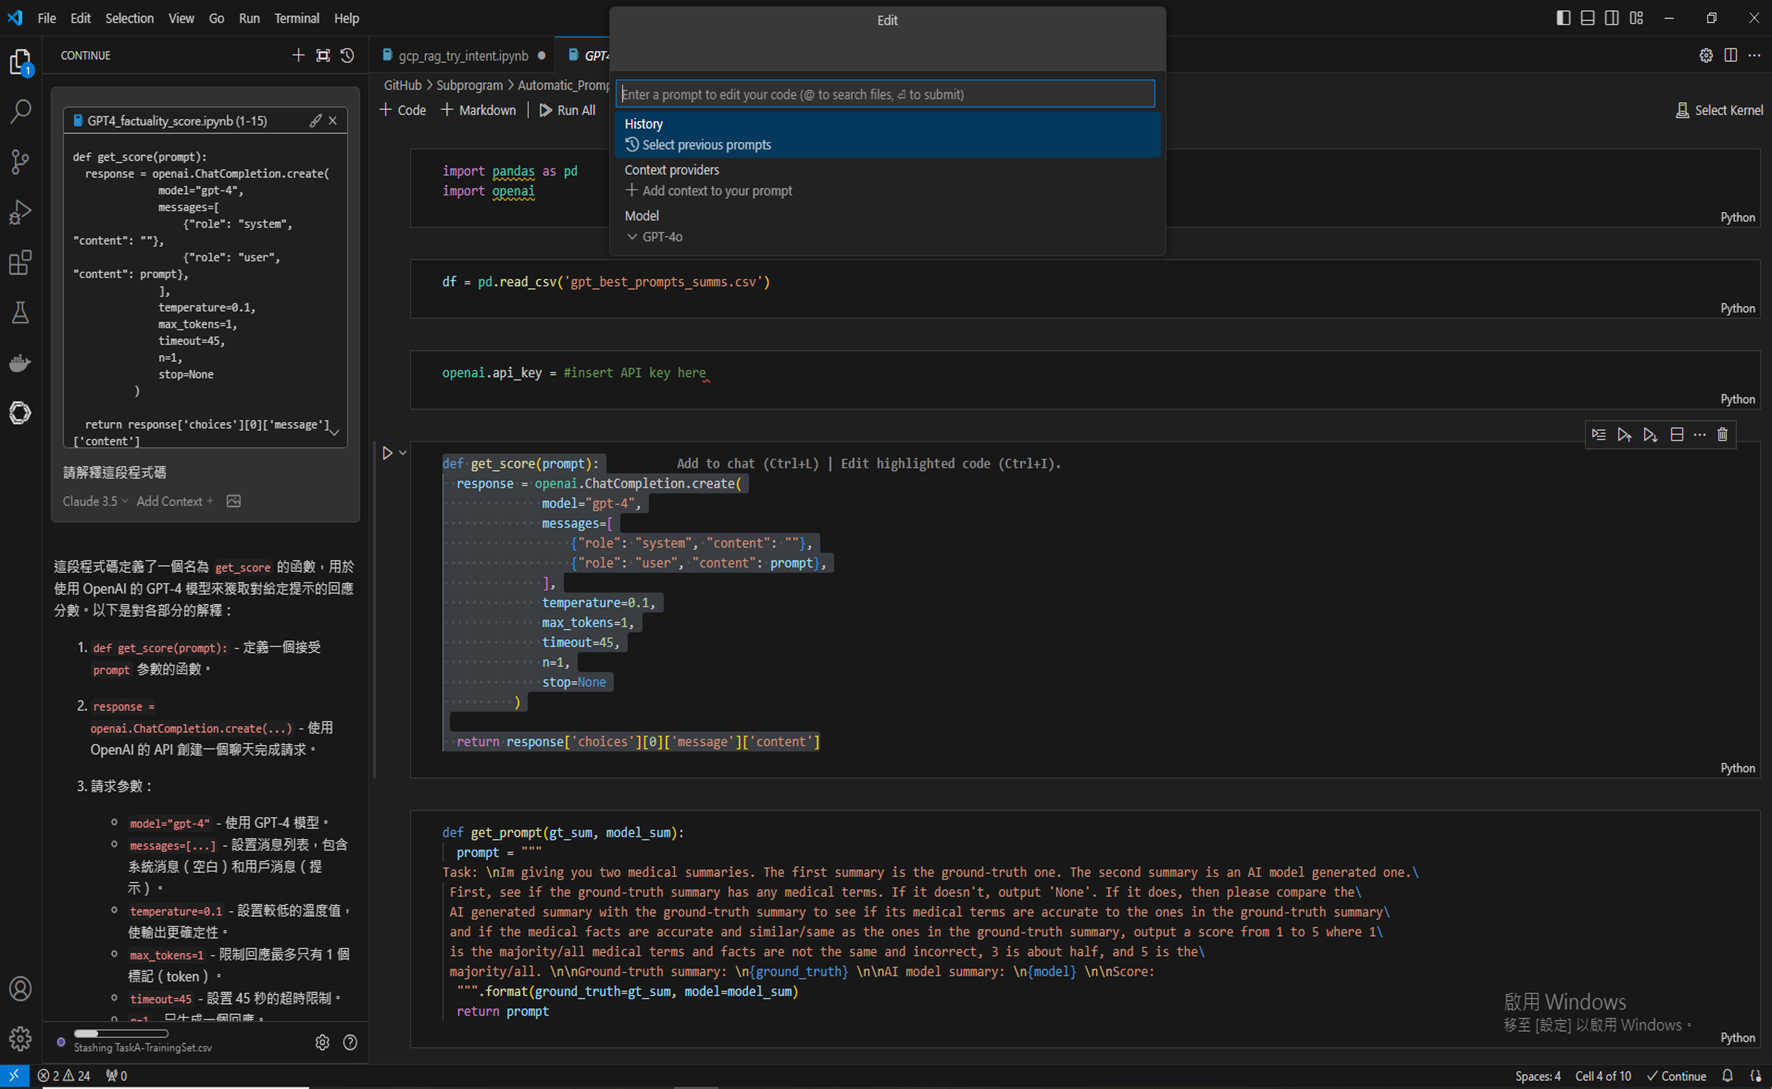 File Edit Selection View Go Run Terminal Help
Edit
CONTINUE
gcp_rag_try_intent.ipynb
GPT4
Enter a prompt to edit your code (@ to search files, ⏎ to submit)
History
Select previous prompts
Context providers
+ Add context to your prompt
Model
GPT-4o
GitHub > Subprogram > Automatic_Promp
+ Code + Markdown Run All
Select Kernel
GPT4_factuality_score.ipynb (1-15)
def get_score(prompt):
response = openai.ChatCompletion.create(
model="gpt-4",
messages=[
{"role": "system",
"content": ""},
{"role": "user",
"content": prompt},
],
temperature=0.1,
max_tokens=1,
timeout=45,
n=1,
stop=None
)
return response['choices'][0]['message']
['content']
請解釋這段程式碼
Claude 3.5 Add Context +
這段程式碼定義了一個名為 get_score 的函數，用於
使用 OpenAI 的 GPT-4 模型來獲取對給定提示的回應
分數。以下是對各部分的解釋：
1. def get_score(prompt): - 定義一個接受
prompt 參數的函數。
2. response =
openai.ChatCompletion.create(...) - 使用
OpenAI 的 API 創建一個聊天完成請求。
3. 請求參數：
model="gpt-4" - 使用 GPT-4 模型。
messages=[...] - 設置消息列表，包含
系統消息（空白）和用戶消息（提
示）。
temperature=0.1 - 設置較低的溫度值，
使輸出更確定性。
max_tokens=1 - 限制回應最多只有 1 個
標記（token）。
timeout=45 - 設置 45 秒的超時限制。
n=1 - 只生成一個回應。
Stashing TaskA-TrainingSet.csv
import pandas as pd
import openai
Python
df = pd.read_csv('gpt_best_prompts_summs.csv')
Python
openai.api_key = #insert API key here
Python
def get_score(prompt): Add to chat (Ctrl+L) | Edit highlighted code (Ctrl+I).
response = openai.ChatCompletion.create(
model="gpt-4",
messages=[
{"role": "system", "content": ""},
{"role": "user", "content": prompt},
],
temperature=0.1,
max_tokens=1,
timeout=45,
n=1,
stop=None
)
return response['choices'][0]['message']['content']
Python
def get_prompt(gt_sum, model_sum):
prompt = """
Task: \nIm giving you two medical summaries. The first summary is the ground-truth one. The second summary is an AI model generated one.\
First, see if the ground-truth summary has any medical terms. If it doesn't, output 'None'. If it does, then please compare the\
AI generated summary with the ground-truth summary to see if its medical terms are accurate to the ones in the ground-truth summary\
and if the medical facts are accurate and similar/same as the ones in the ground-truth summary, output a score from 1 to 5 where 1\
is the majority/all medical terms and facts are not the same and incorrect, 3 is about half, and 5 is the\
majority/all. \n\nGround-truth summary: \n{ground_truth} \n\nAI model summary: \n{model} \n\nScore:
""".format(ground_truth=gt_sum, model=model_sum)
return prompt
Python
啟用 Windows
移至 [設定] 以啟用 Windows。
1
2 24 0
Spaces: 4 Cell 4 of 10 Continue